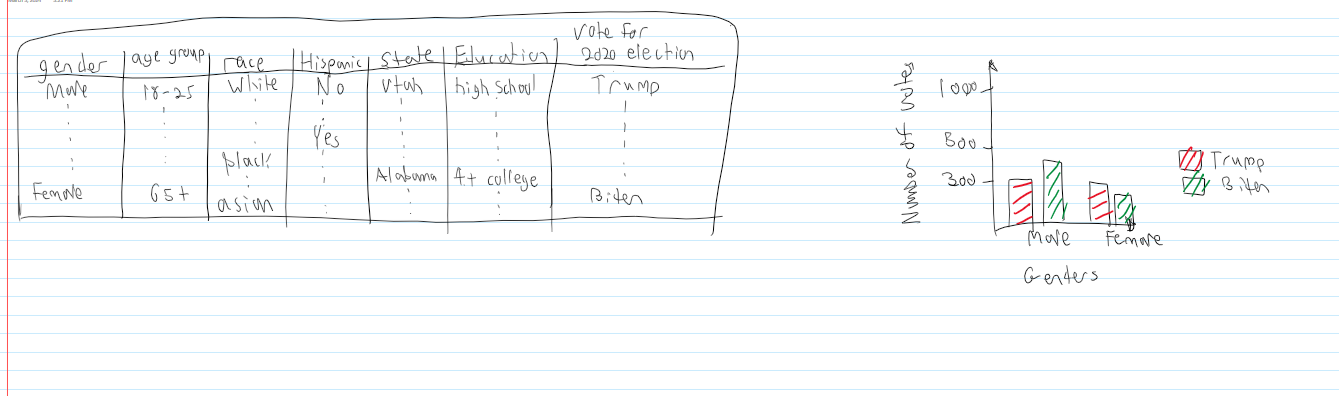 vote for
gender age group race Hispanic State Education 2020 election
Male 18-25 White No Utah high school Trump
Yes
black
Alabama 4+ college
Female 65+ asian Biden
Number of votes
1000
500
300
Trump
Biden
Male Female
Genders